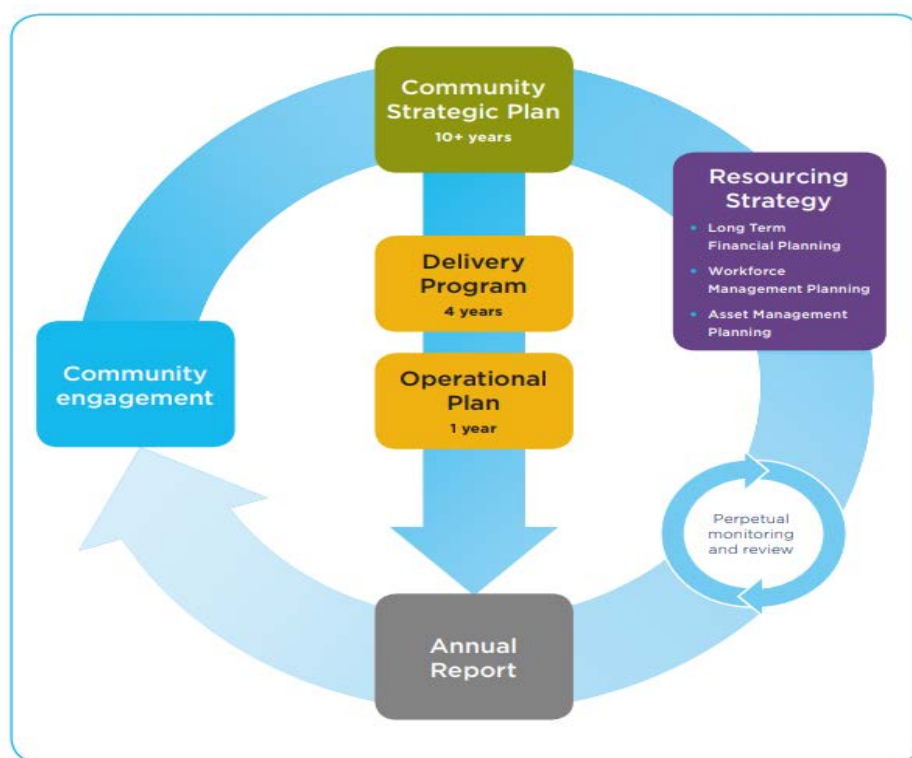 Community
Strategic Plan
10+ years
Resourcing
Strategy
• Long Term
Financial Planning
• Workforce
Management Planning
• Asset Management
Planning
Delivery
Program
4 years
Community
engagement
Operational
Plan
1 year
Perpetual
monitoring
and review
Annual
Report